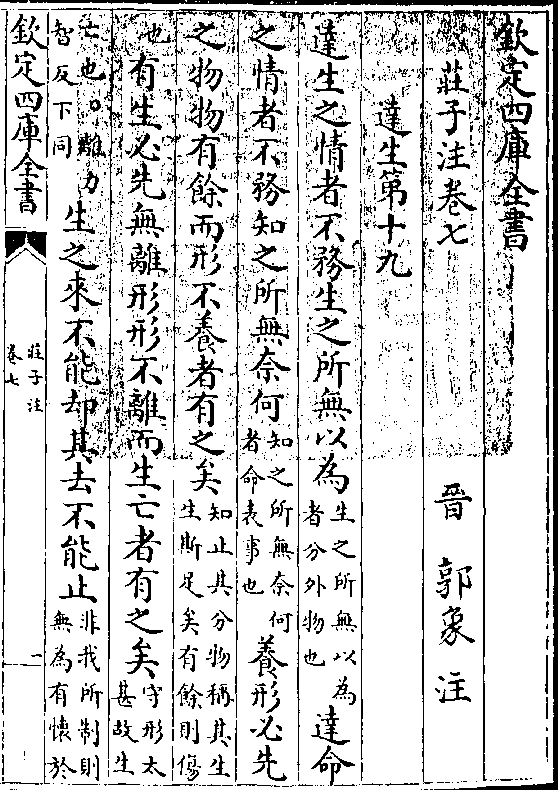 欽定四庫全書
莊子注卷七
晉 郭象 注
達生第十九
達生之情者不務生之所無以為生之所無以為者分外物也達命
之情者不務知之所無奈何知之所無奈何者命表事也養形必先
之物物有餘而形不養者有之矣知止其分物稱其生生斯足矣有餘則傷
有生必先無離形形不離而生亡者有之矣守形太甚故生
亡也。離力智反下同生之來不能却其去不能止非我所制則無為有懷於
欽定四庫全書
莊子注
卷七
一